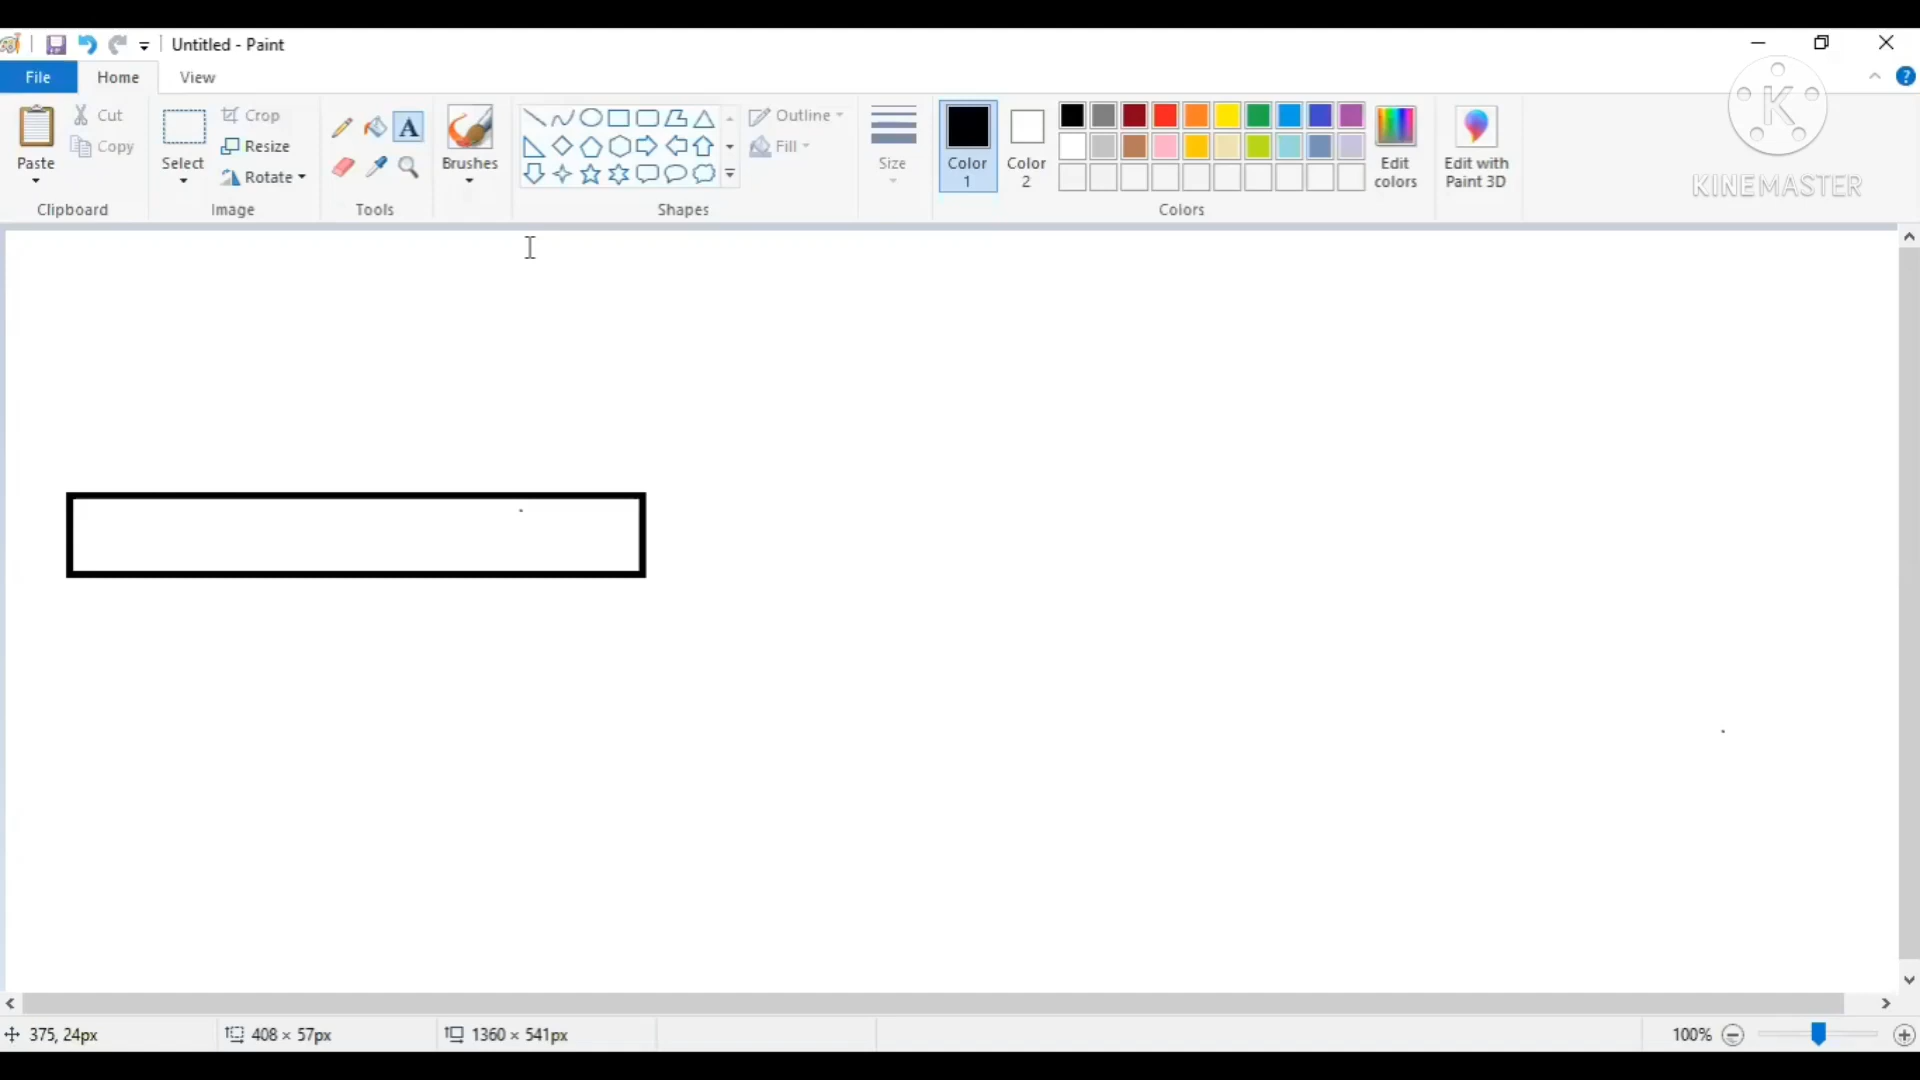 Untitled - Paint
File Home View
Paste
Cut
Copy
Clipboard
Select
Crop
Resize
Rotate
Image
A
Tools
Brushes
Shapes
Outline
Fill
Size
Color 1
Color 2
Colors
Edit colors
Edit with Paint 3D
?
K
KINEMASTER
375, 24px
408 × 57px
1360 × 541px
100%